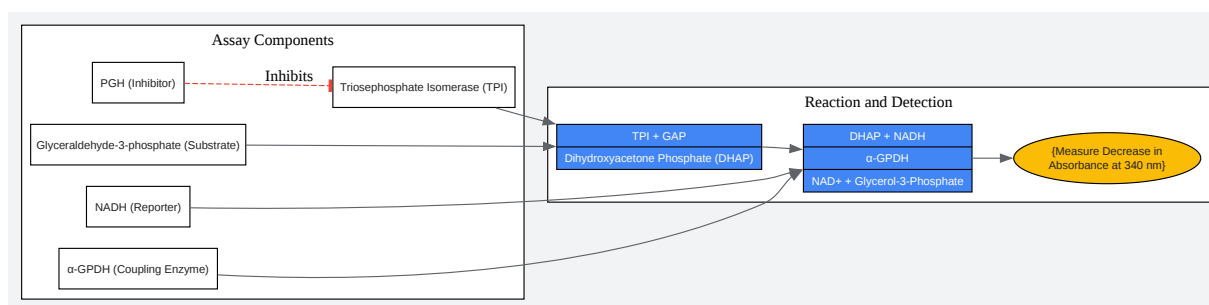 Assay Components
PGH (Inhibitor)
Inhibits
Triosephosphate Isomerase (TPI)
Glyceraldehyde-3-phosphate (Substrate)
NADH (Reporter)
α-GPDH (Coupling Enzyme)
Reaction and Detection
TPI + GAP
Dihydroxyacetone Phosphate (DHAP)
DHAP + NADH
α-GPDH
NAD+ + Glycerol-3-Phosphate
{Measure Decrease in
Absorbance at 340 nm}